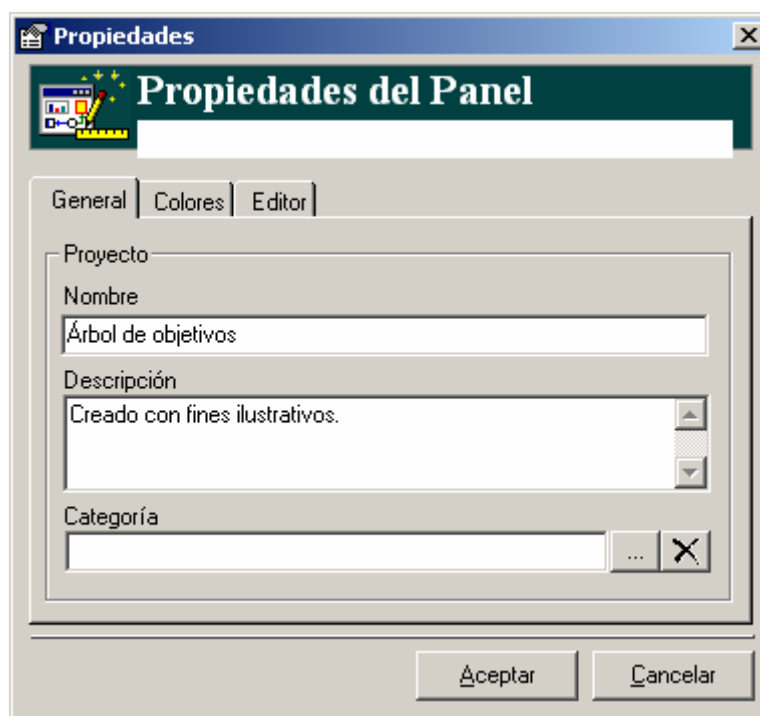 Propiedades
Propiedades del Panel
General Colores Editor
Proyecto
Nombre
Árbol de objetivos
Descripción
Creado con fines ilustrativos.
Categoría
...
Aceptar Cancelar